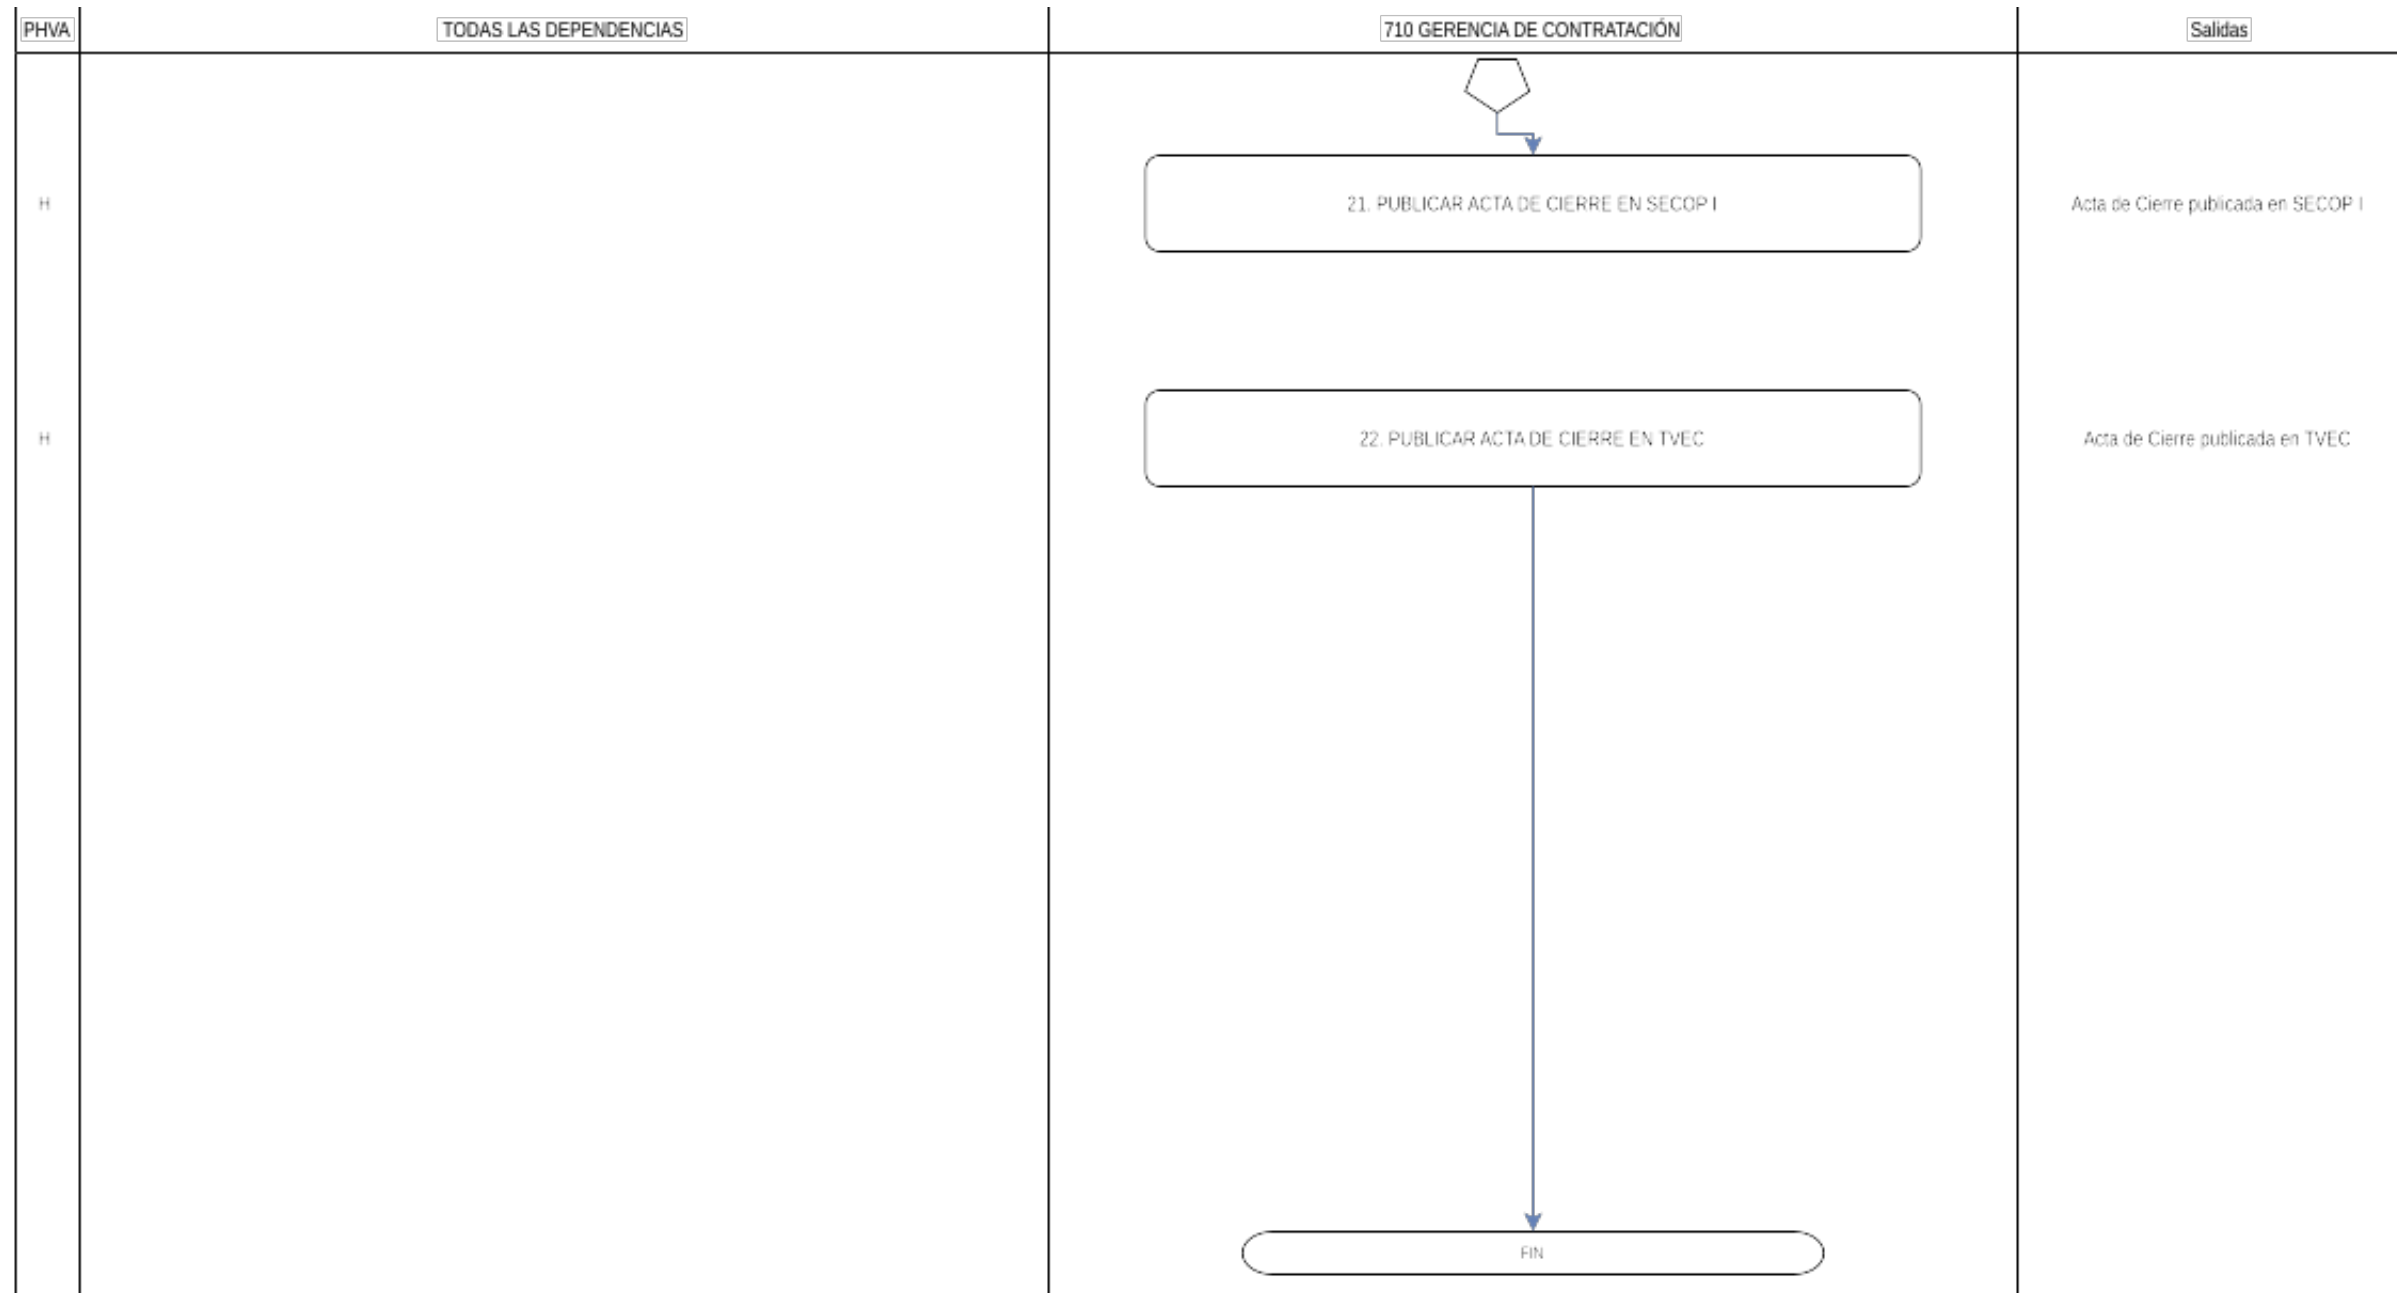 PHVA
TODAS LAS DEPENDENCIAS
710 GERENCIA DE CONTRATACIÓN
Salidas
H
21. PUBLICAR ACTA DE CIERRE EN SECOP I
Acta de Cierre publicada en SECOP I
H
22. PUBLICAR ACTA DE CIERRE EN TVEC
Acta de Cierre publicada en TVEC
FIN